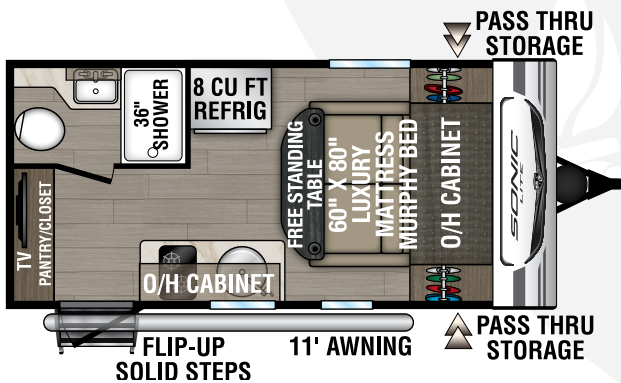 PASS THRU
STORAGE
8 CU FT
REFRIG
36"
SHOWER
FREE STANDING
TABLE
60" X 80"
LUXURY
MATTRESS
MURPHY BED
O/H CABINET
SONIC
LITE
TV
PANTRY/CLOSET
O/H CABINET
FLIP-UP
SOLID STEPS
11' AWNING
PASS THRU
STORAGE